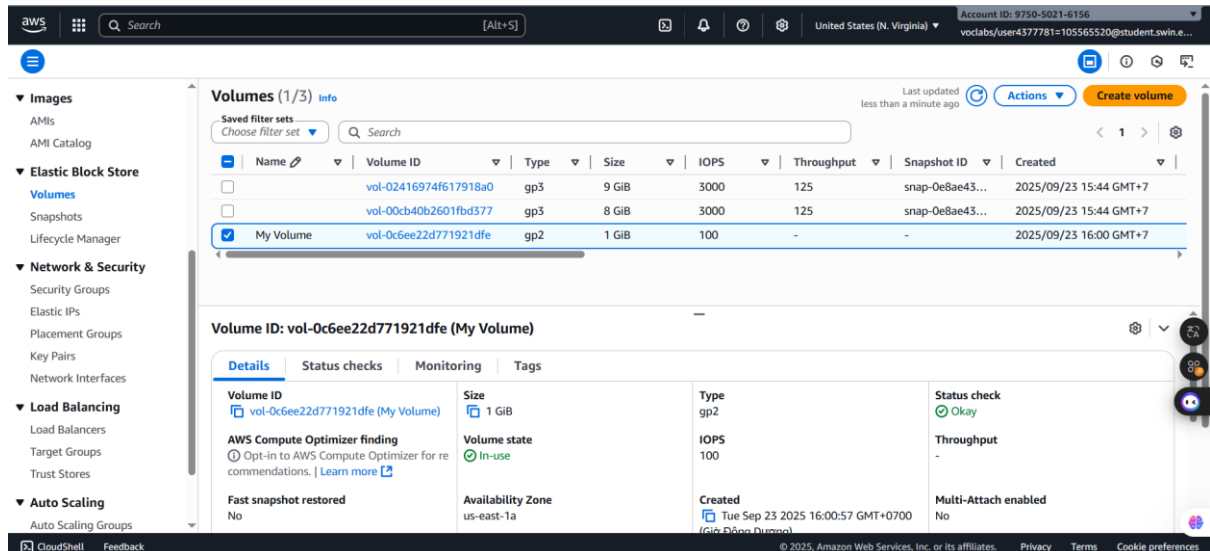 aws Search [Alt+S] United States (N. Virginia) Account ID: 9750-5021-6156
voclabs/user4377781=105565520@student.swin.e...
Images
AMIs
AMI Catalog
Elastic Block Store
Volumes
Snapshots
Lifecycle Manager
Network & Security
Security Groups
Elastic IPs
Placement Groups
Key Pairs
Network Interfaces
Load Balancing
Load Balancers
Target Groups
Trust Stores
Auto Scaling
Auto Scaling Groups
Volumes (1/3) Info
Last updated
less than a minute ago
Actions
Create volume
Saved filter sets
Choose filter set
Search
1
Name Volume ID Type Size IOPS Throughput Snapshot ID Created
vol-02416974f617918a0 gp3 9 GiB 3000 125 snap-0e8ae43... 2025/09/23 15:44 GMT+7
vol-00cb40b2601fbd377 gp3 8 GiB 3000 125 snap-0e8ae43... 2025/09/23 15:44 GMT+7
My Volume vol-0c6ee22d771921dfe gp2 1 GiB 100 - - 2025/09/23 16:00 GMT+7
Volume ID: vol-0c6ee22d771921dfe (My Volume)
Details Status checks Monitoring Tags
Volume ID
vol-0c6ee22d771921dfe (My Volume)
Size
1 GiB
Type
gp2
Status check
Okay
AWS Compute Optimizer finding
Opt-in to AWS Compute Optimizer for re
commendations. | Learn more
Volume state
In-use
IOPS
100
Throughput
-
Fast snapshot restored
No
Availability Zone
us-east-1a
Created
Tue Sep 23 2025 16:00:57 GMT+0700
(Giờ Đông Dương)
Multi-Attach enabled
No
CloudShell Feedback © 2025, Amazon Web Services, Inc. or its affiliates. Privacy Terms Cookie preferences